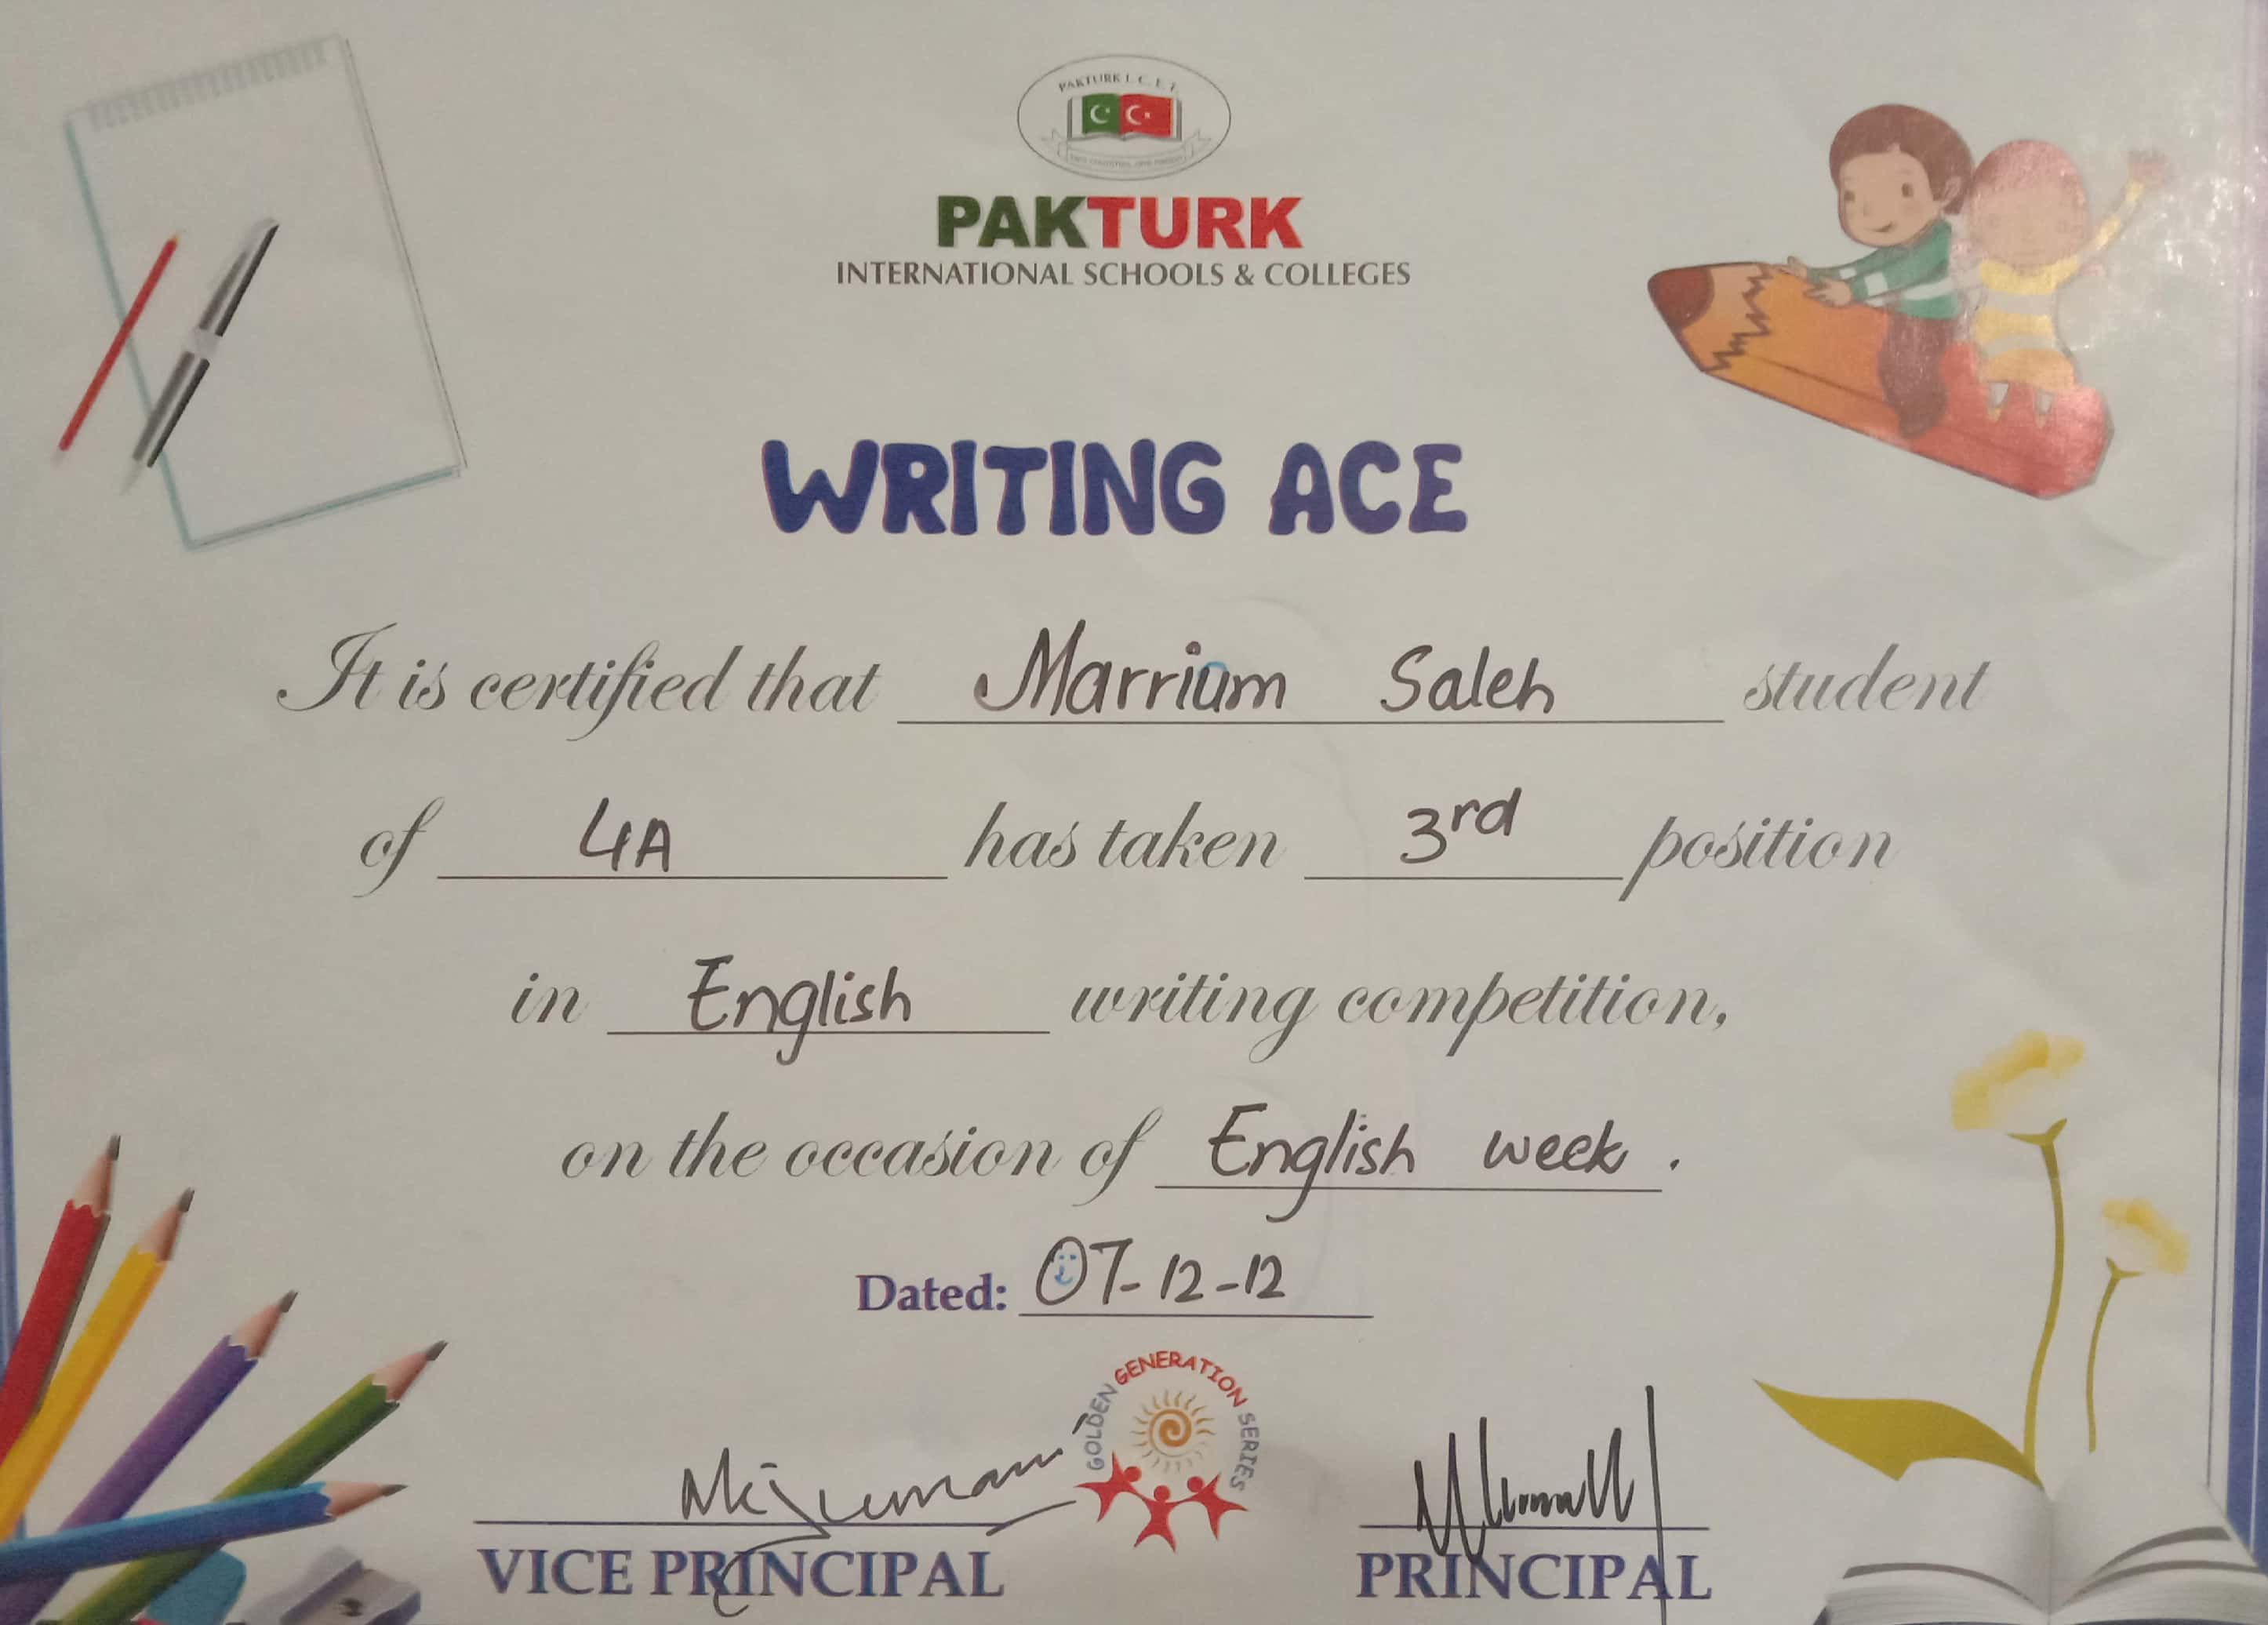 PAKTURK I. C. E. T.
PAKTURK
INTERNATIONAL SCHOOLS & COLLEGES
WRITING ACE
It is certified that Marrium Saleh student
of 4A has taken 3rd position
in English writing competition,
on the occasion of English week.
Dated: 07-12-12
GOLDEN GENERATION SERIES
VICE PRINCIPAL
PRINCIPAL